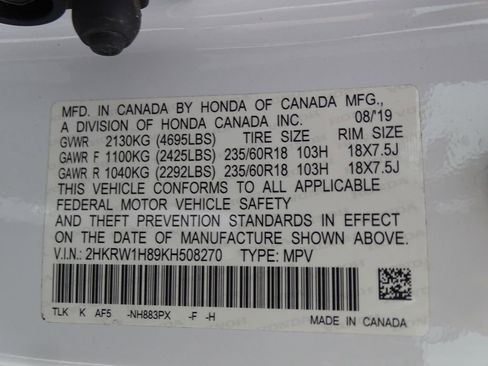 MFD. IN CANADA BY HONDA OF CANADA MFG.,
A DIVISION OF HONDA CANADA INC. 08/'19
GVWR 2130KG (4695LBS) TIRE SIZE RIM SIZE
GAWR F 1100KG (2425LBS) 235/60R18 103H 18X7.5J
GAWR R 1040KG (2292LBS) 235/60R18 103H 18X7.5J
THIS VEHICLE CONFORMS TO ALL APPLICABLE
FEDERAL MOTOR VEHICLE SAFETY
AND THEFT PREVENTION STANDARDS IN EFFECT
ON THE DATE OF MANUFACTURE SHOWN ABOVE.
V.I.N.: 2HKRW1H89KH508270 TYPE: MPV
TLK K AF5 -NH883PX -F -H
MADE IN CANADA